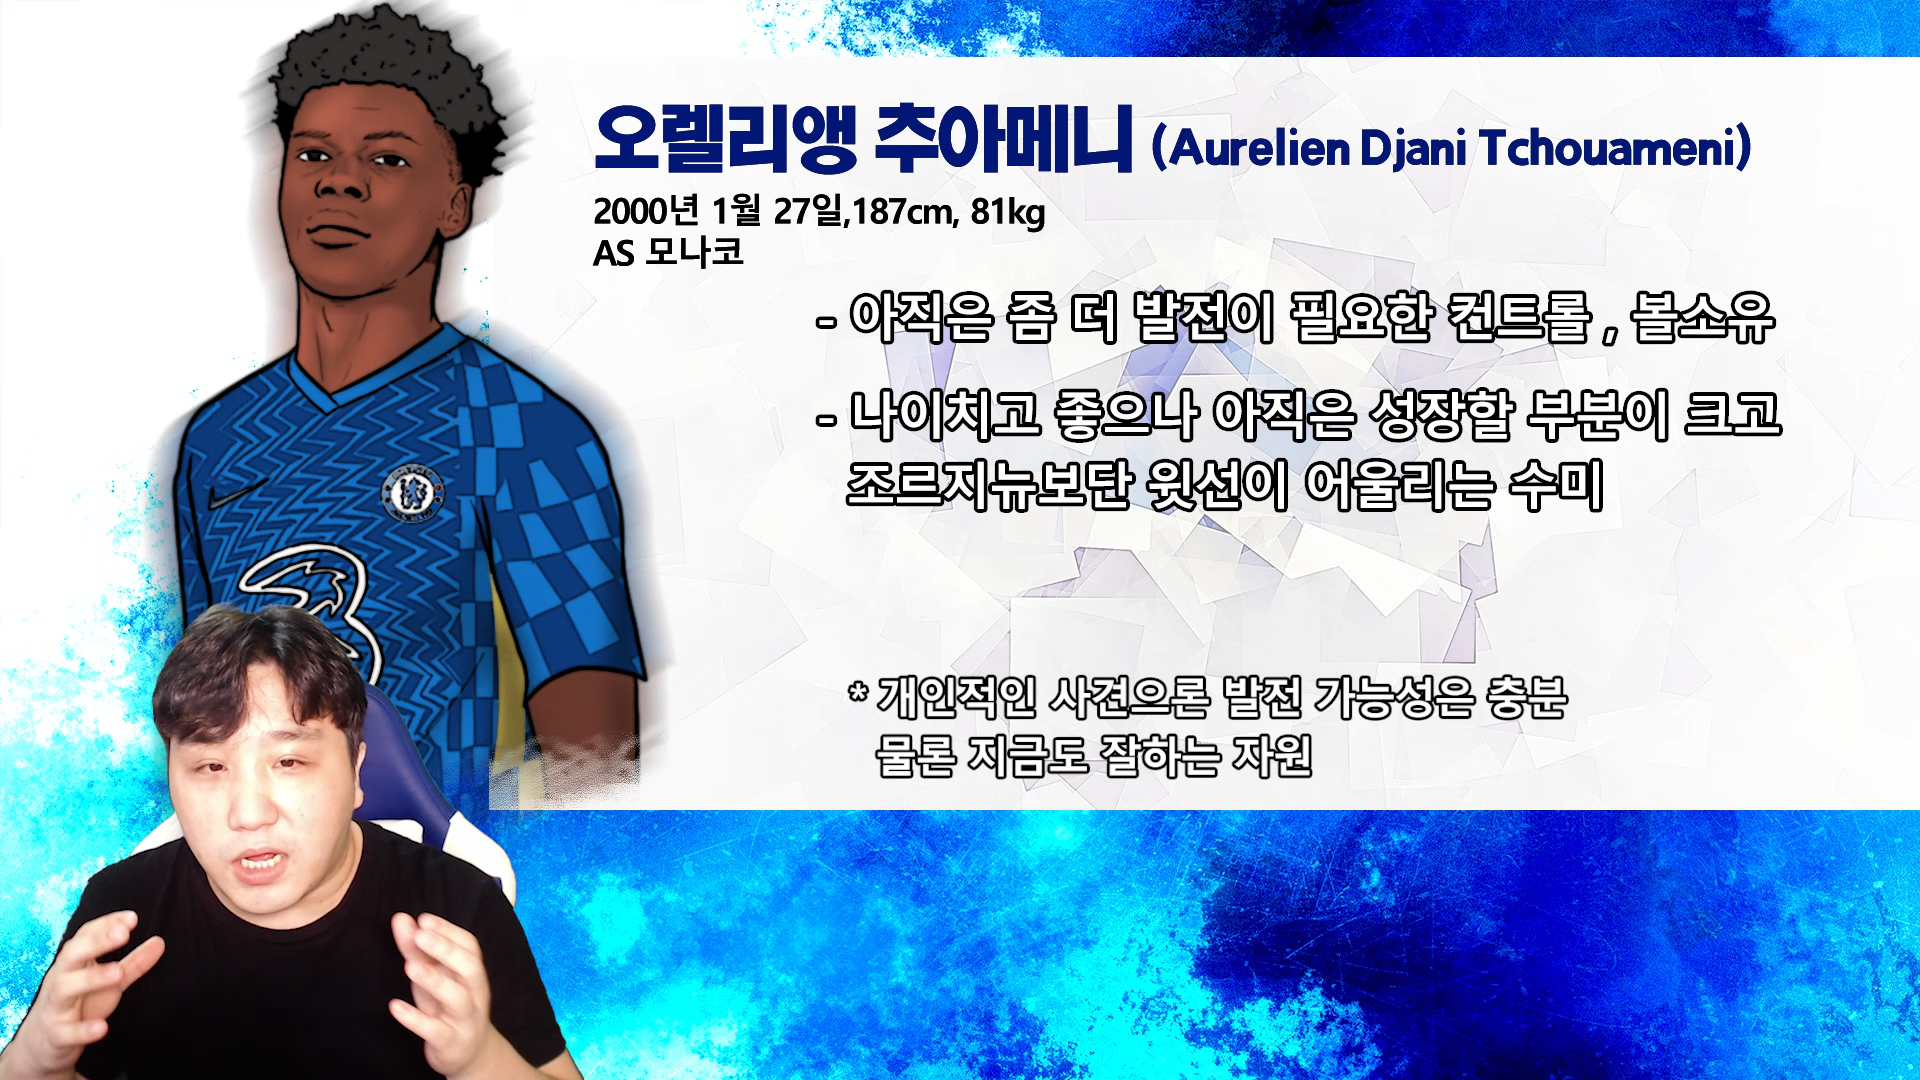 오렐리앵 추아메니 (Aurelien Djani Tchouameni)
2000년 1월 27일,187cm, 81kg
AS 모나코
- 아직은 좀 더 발전이 필요한 컨트롤 , 볼소유
- 나이치고 좋으나 아직은 성장할 부분이 크고
조르지뉴보단 윗선이 어울리는 수미
* 개인적인 사견으론 발전 가능성은 충분
물론 지금도 잘하는 자원
3